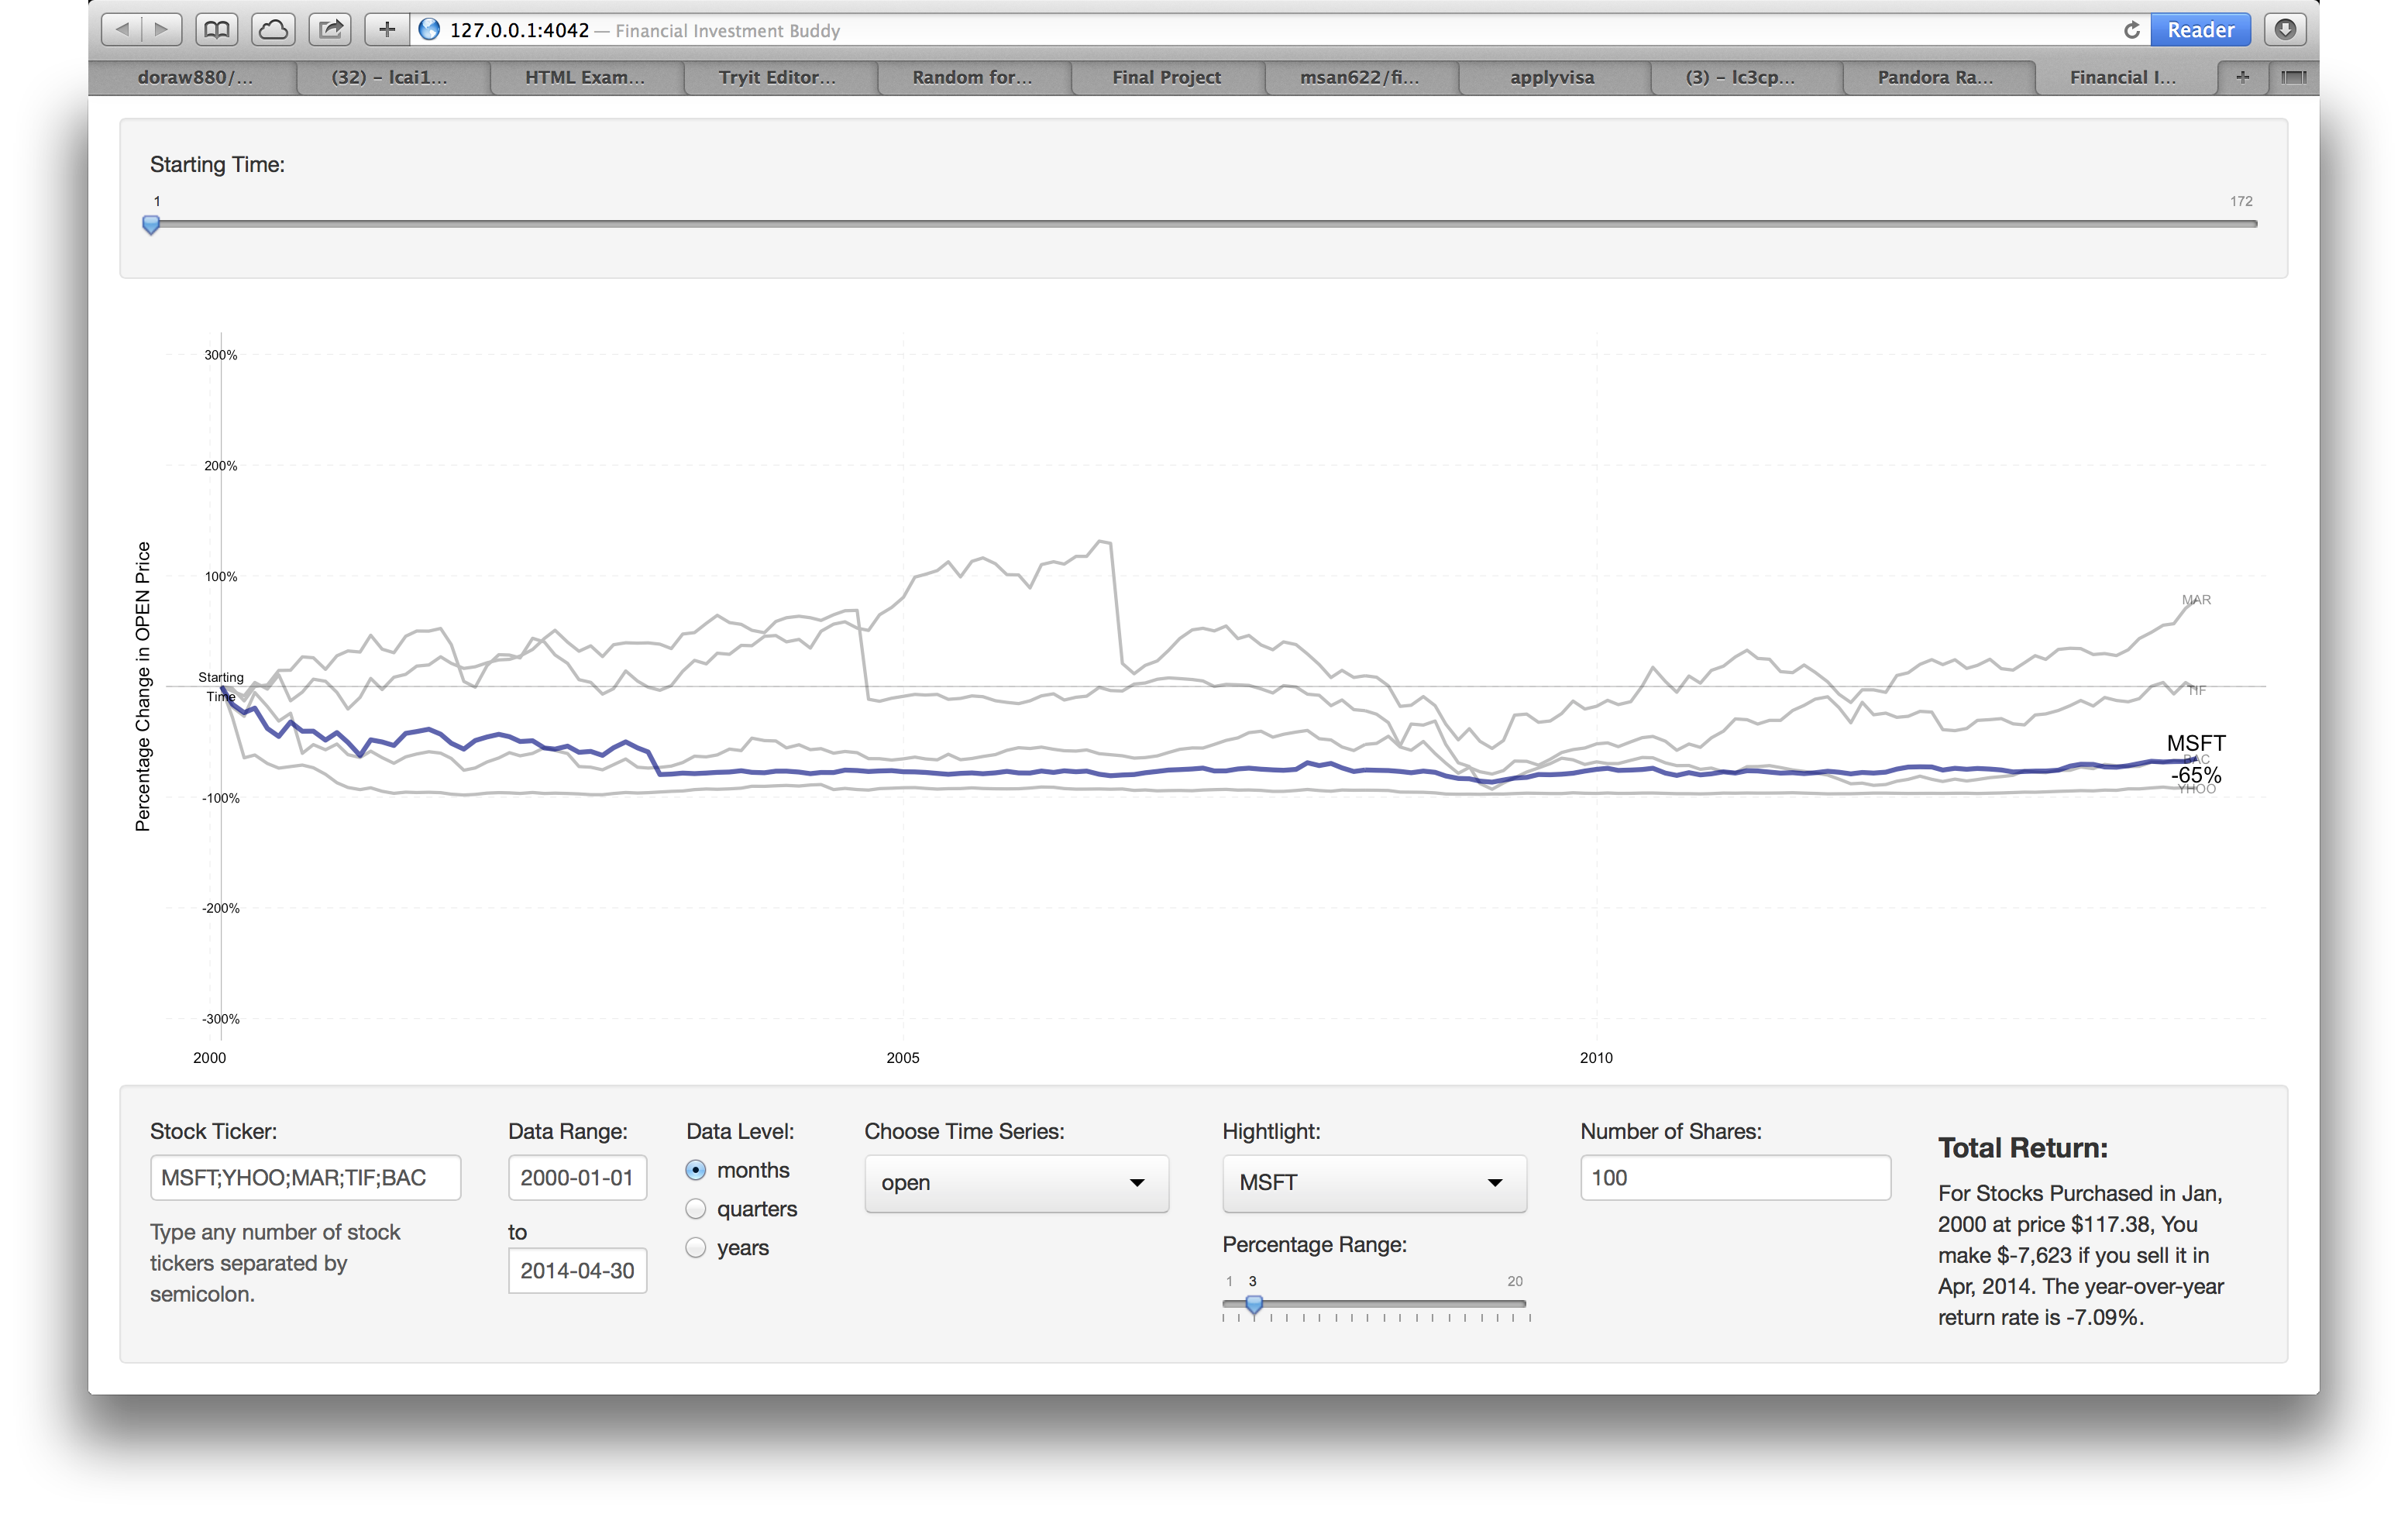 127.0.0.1:4042 — Financial Investment Buddy
Reader
doraw880/...
(32) – lcai1...
HTML Exam...
Tryit Editor...
Random for...
Final Project
msan622/fi...
applyvisa
(3) – lc3cp...
Pandora Ra...
Financial I...
Starting Time:
1
172
Percentage Change in OPEN Price
300%
200%
100%
Starting
Time
-100%
-200%
-300%
MAR
TIF
MSFT
BAC
-65%
YHOO
2000
2005
2010
Stock Ticker:
MSFT;YHOO;MAR;TIF;BAC
Type any number of stock
tickers separated by
semicolon.
Data Range:
2000-01-01
to
2014-04-30
Data Level:
months
quarters
years
Choose Time Series:
open
Hightlight:
MSFT
Percentage Range:
1 3 20
Number of Shares:
100
Total Return:
For Stocks Purchased in Jan,
2000 at price $117.38, You
make $-7,623 if you sell it in
Apr, 2014. The year-over-year
return rate is -7.09%.